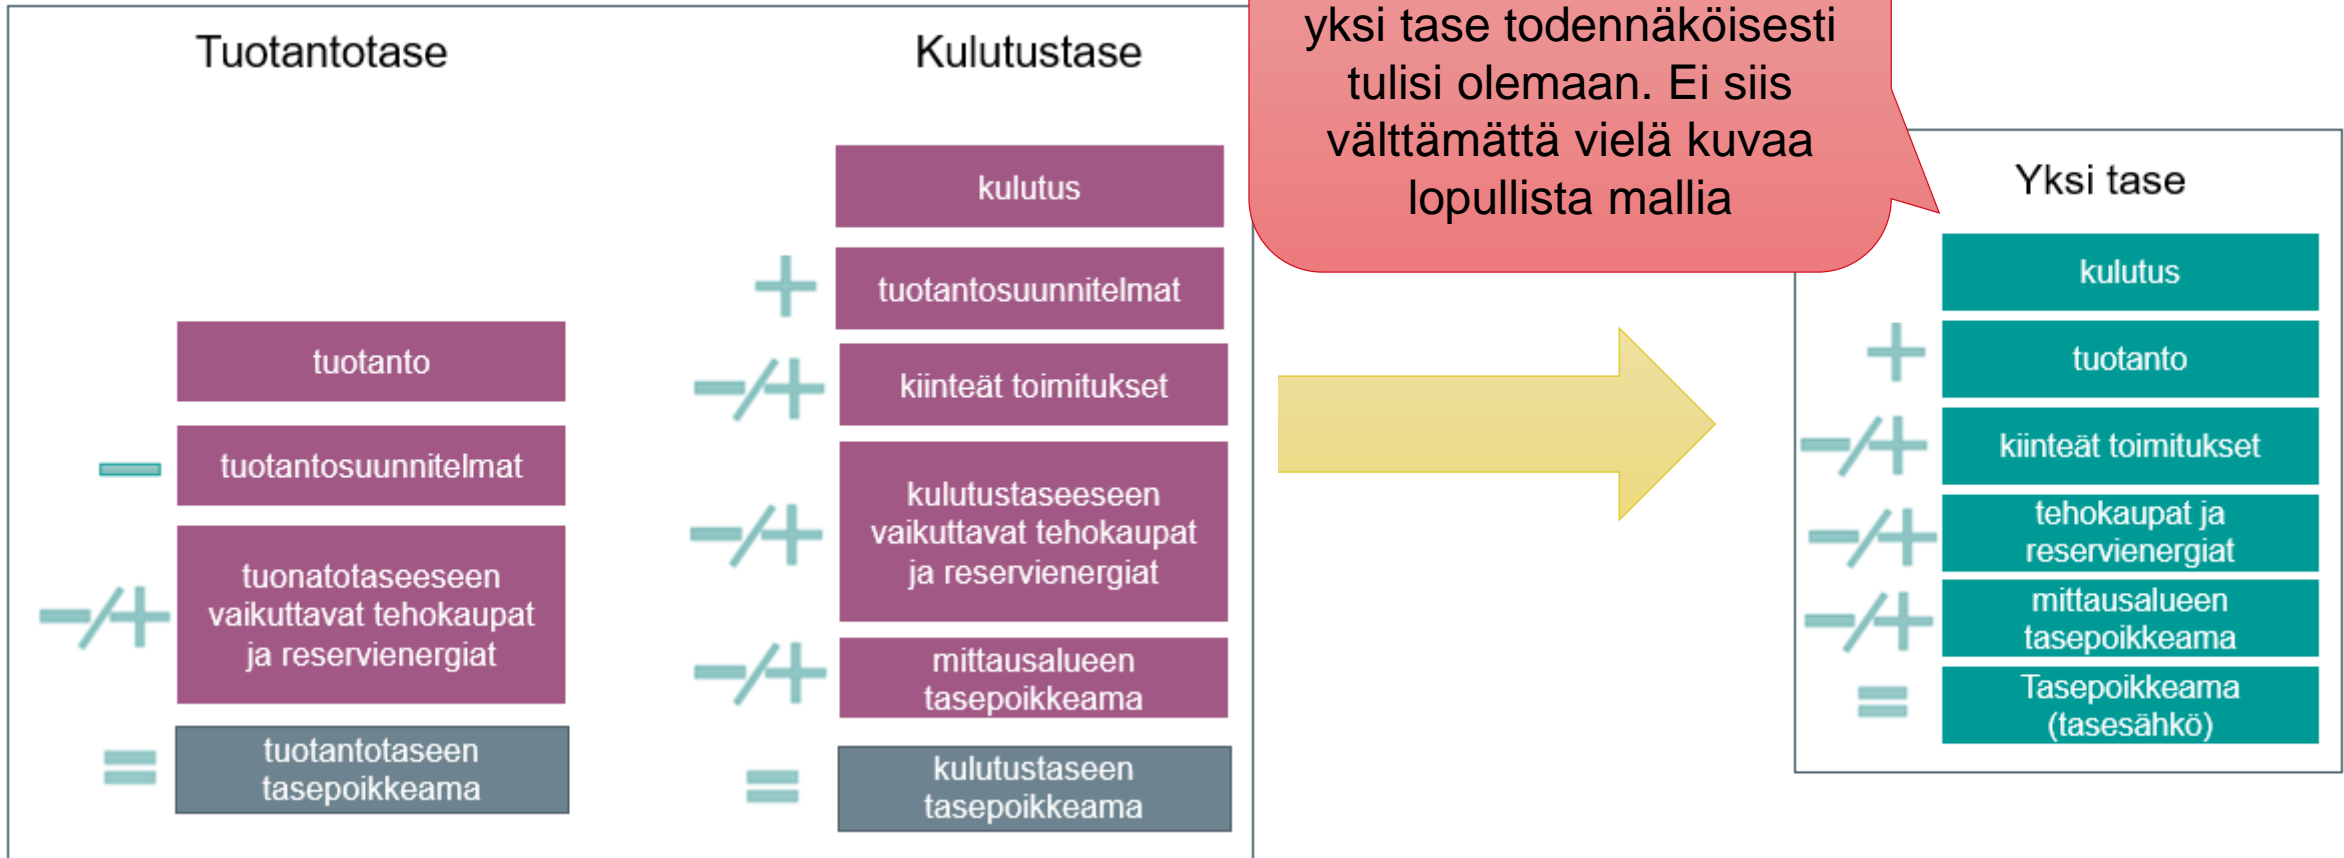 Tuotantotase
tuotanto
−
tuotantosuunnitelmat
−/+
tuonatotaseeseen
vaikuttavat tehokaupat
ja reservienergiat
=
tuotantotaseen
tasepoikkeama
Kulutustase
kulutus
+
tuotantosuunnitelmat
−/+
kiinteät toimitukset
−/+
kulutustaseeseen
vaikuttavat tehokaupat
ja reservienergiat
−/+
mittausalueen
tasepoikkeama
=
kulutustaseen
tasepoikkeama
yksi tase todennäköisesti
tulisi olemaan. Ei siis
välttämättä vielä kuvaa
lopullista mallia
Yksi tase
kulutus
+
tuotanto
−/+
kiinteät toimitukset
−/+
tehokaupat ja
reservienergiat
−/+
mittausalueen
tasepoikkeama
=
Tasepoikkeama
(tasesähkö)